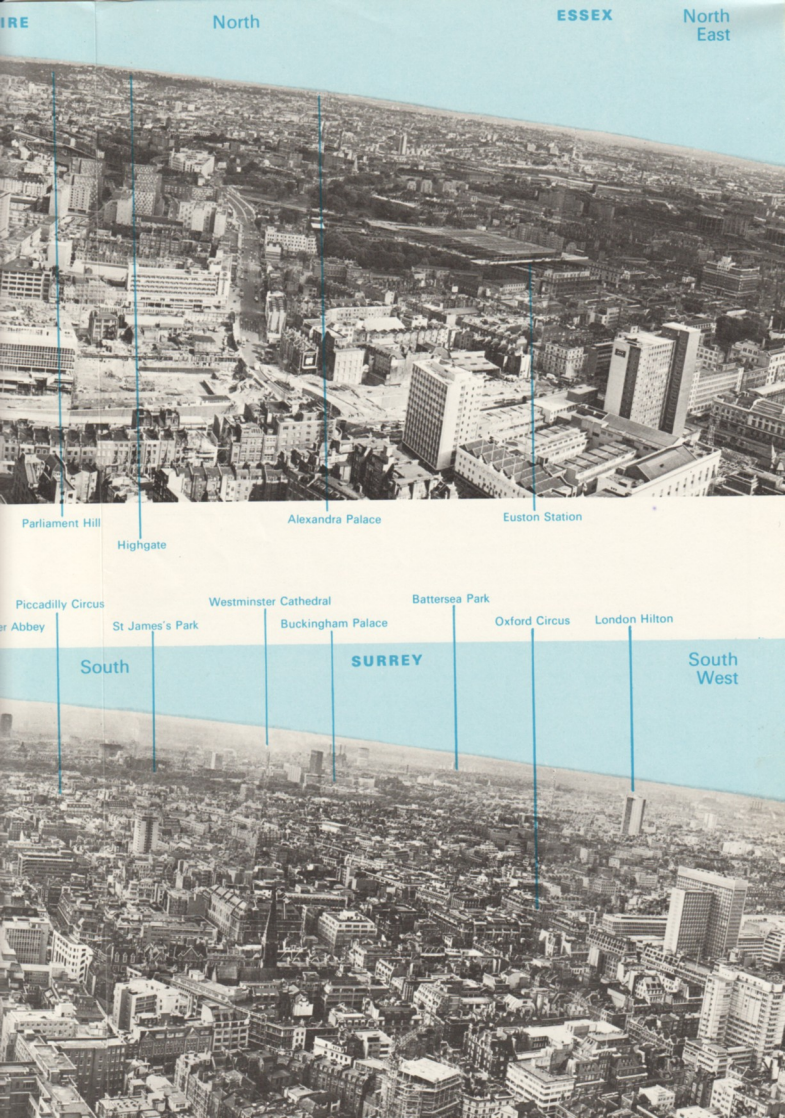 IRE
North
ESSEX
North
East
Parliament Hill
Highgate
Alexandra Palace
Euston Station
Piccadilly Circus
er Abbey
St James's Park
Westminster Cathedral
Buckingham Palace
Battersea Park
Oxford Circus
London Hilton
South
SURREY
South
West